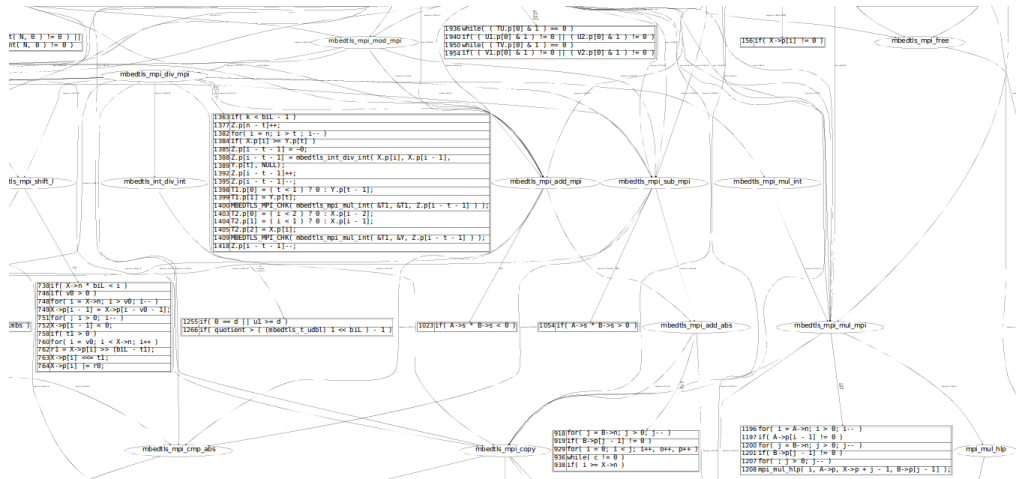 t( N, 0 ) != 0 ) ||
nt( N, 0 ) != 0 )
mbedtls_mpi_mod_mpi
1936 while( ( TU.p[0] & 1 ) == 0 )
1940 if( ( U1.p[0] & 1 ) != 0 || ( U2.p[0] & 1 ) != 0 )
1950 while( ( TV.p[0] & 1 ) == 0 )
1954 if( ( V1.p[0] & 1 ) != 0 || ( V2.p[0] & 1 ) != 0 )
156 if( X->p[i] != 0 )
mbedtls_mpi_free
mbedtls_mpi_div_mpi
1363 if( k < biL - 1 )
1377 Z.p[n - t]++;
1382 for( i = n; i > t ; i-- )
1384 if( X.p[i] >= Y.p[t] )
1385 Z.p[i - t - 1] = ~0;
1388 Z.p[i - t - 1] = mbedtls_int_div_int( X.p[i], X.p[i - 1],
1389 Y.p[t], NULL);
1392 Z.p[i - t - 1]++;
1395 Z.p[i - t - 1]--;
1398 T1.p[0] = ( t < 1 ) ? 0 : Y.p[t - 1];
1399 T1.p[1] = Y.p[t];
1400 MBEDTLS_MPI_CHK( mbedtls_mpi_mul_int( &T1, &T1, Z.p[i - t - 1] ) );
1403 T2.p[0] = ( i < 2 ) ? 0 : X.p[i - 2];
1404 T2.p[1] = ( i < 1 ) ? 0 : X.p[i - 1];
1405 T2.p[2] = X.p[i];
1409 MBEDTLS_MPI_CHK( mbedtls_mpi_mul_int( &T1, &Y, Z.p[i - t - 1] ) );
1418 Z.p[i - t - 1]--;
tls_mpi_shift_l
mbedtls_int_div_int
mbedtls_mpi_add_mpi
mbedtls_mpi_sub_mpi
mbedtls_mpi_mul_int
738 if( X->n * biL < i )
746 if( v0 > 0 )
748 for( i = X->n; i > v0; i-- )
749 X->p[i - 1] = X->p[i - v0 - 1];
751 for( ; i > 0; i-- )
752 X->p[i - 1] = 0;
758 if( t1 > 0 )
760 for( i = v0; i < X->n; i++ )
762 r1 = X->p[i] >> (biL - t1);
763 X->p[i] <<= t1;
764 X->p[i] |= r0;
imbs )
1255 if( 0 == d || u1 >= d )
1266 if( quotient > ( (mbedtls_t_udbl) 1 << biL ) - 1 )
1023 if( A->s * B->s < 0 )
1054 if( A->s * B->s > 0 )
mbedtls_mpi_add_abs
mbedtls_mpi_mul_mpi
mbedtls_mpi_cmp_abs
mbedtls_mpi_copy
918 for( j = B->n; j > 0; j-- )
919 if( B->p[j - 1] != 0 )
929 for( i = 0; i < j; i++, o++, p++ )
936 while( c != 0 )
938 if( i >= X->n )
1196 for( i = A->n; i > 0; i-- )
1197 if( A->p[i - 1] != 0 )
1200 for( j = B->n; j > 0; j-- )
1201 if( B->p[j - 1] != 0 )
1207 for( ; j > 0; j-- )
1208 mpi_mul_hlp( i, A->p, X->p + j - 1, B->p[j - 1] );
mpi_mul_hlp